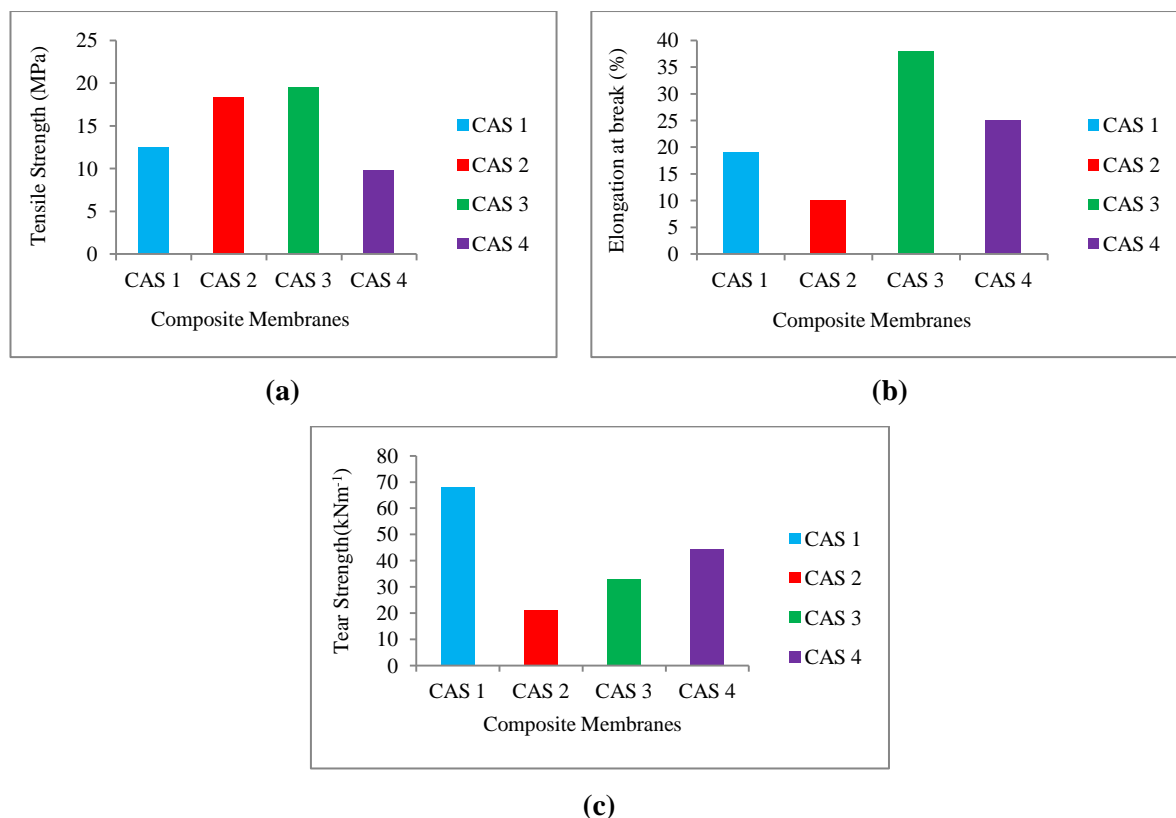 Tensile Strength (MPa)
25
20
15
10
5
0
CAS 1 CAS 2 CAS 3 CAS 4
Composite Membranes
CAS 1
CAS 2
CAS 3
CAS 4
(a)
Elongation at break (%)
40
35
30
25
20
15
10
5
0
CAS 1 CAS 2 CAS 3 CAS 4
Composite Membranes
CAS 1
CAS 2
CAS 3
CAS 4
(b)
Tear Strength(kNm⁻¹)
80
70
60
50
40
30
20
10
0
CAS 1 CAS 2 CAS 3 CAS 4
Composite Membranes
CAS 1
CAS 2
CAS 3
CAS 4
(c)